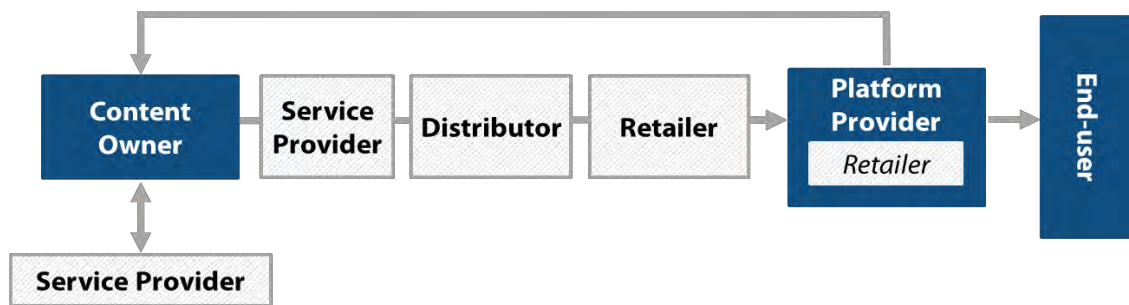 Content
Owner
Service
Provider
Distributor
Retailer
Platform
Provider
Retailer
End-user
Service Provider